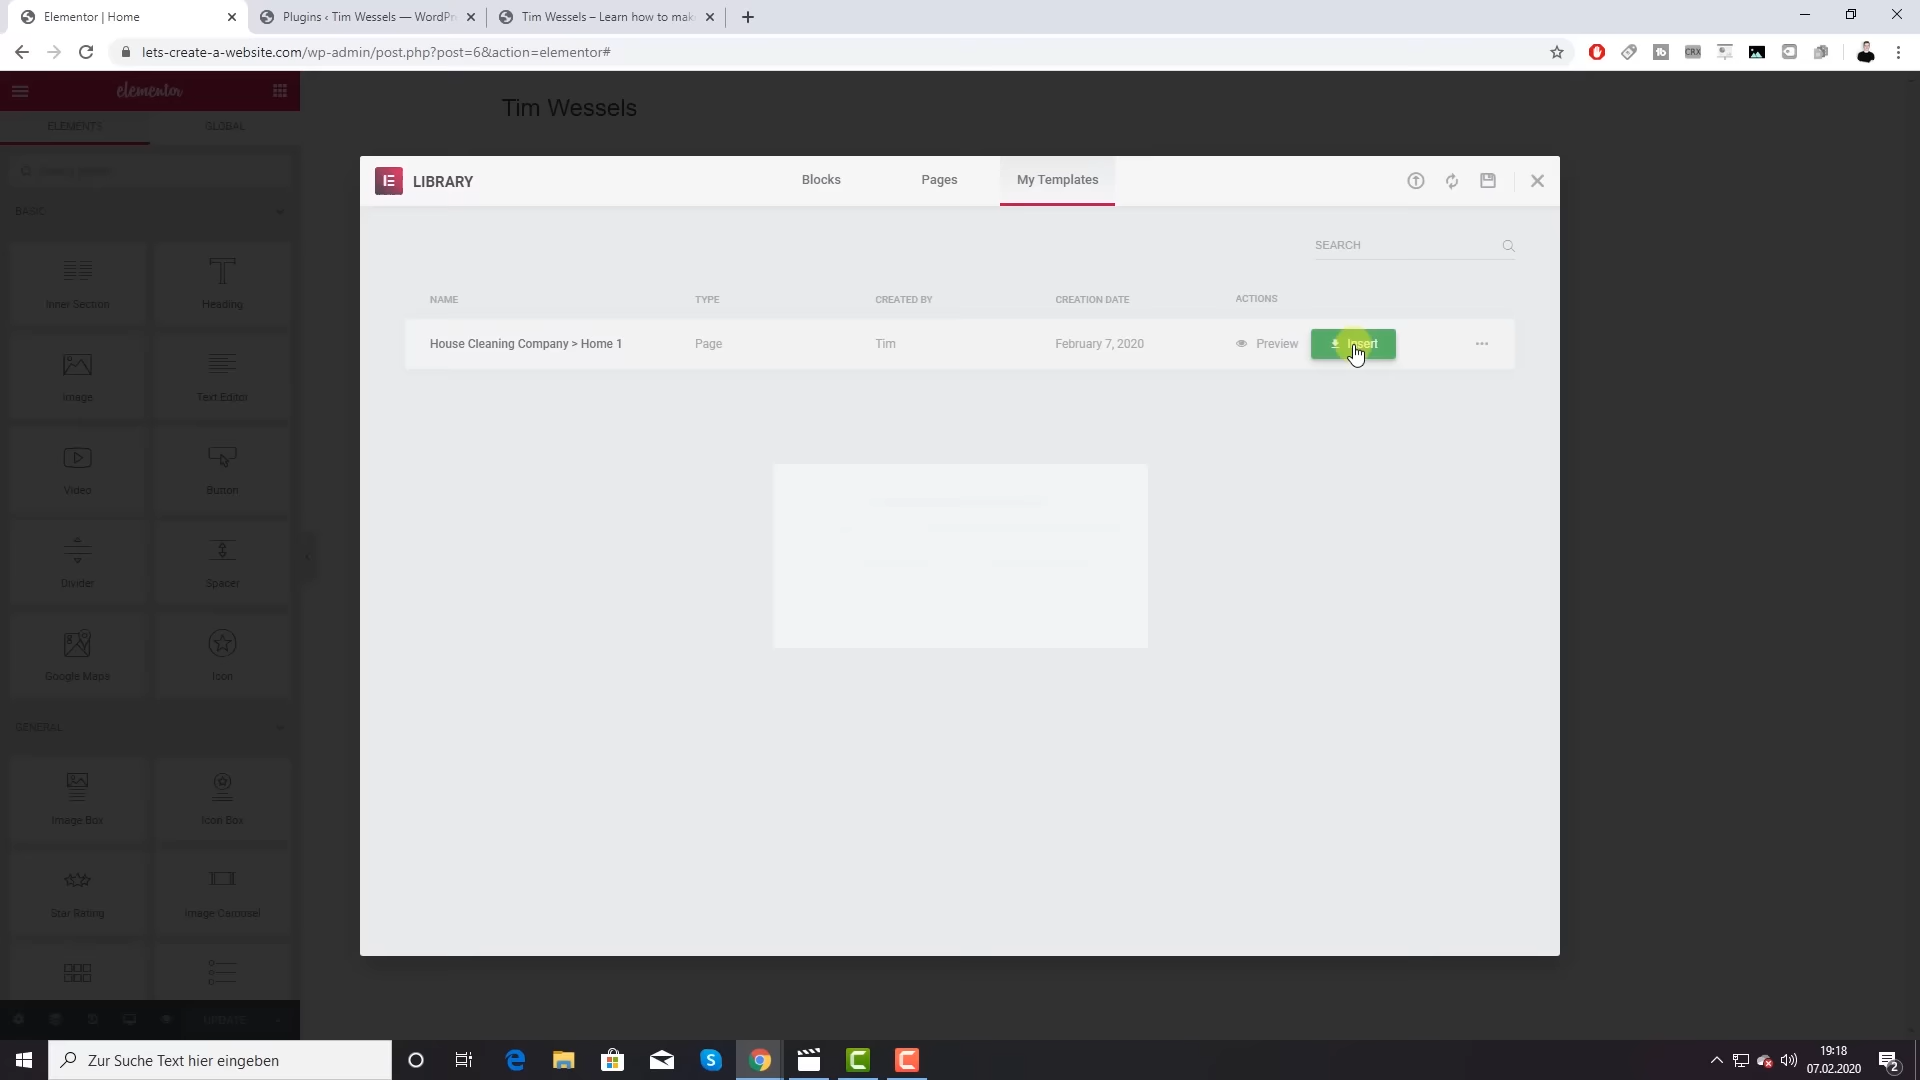 Elementor | Home
Plugins ‹ Tim Wessels — WordPr
Tim Wessels – Learn how to mak
lets-create-a-website.com/wp-admin/post.php?post=6&action=elementor#
elementor
ELEMENTS
GLOBAL
Tim Wessels
LIBRARY
Blocks
Pages
My Templates
SEARCH
NAME
TYPE
CREATED BY
CREATION DATE
ACTIONS
House Cleaning Company > Home 1
Page
Tim
February 7, 2020
Preview
Insert
BASIC
Inner Section
Heading
Image
Text Editor
Video
Button
Divider
Spacer
Google Maps
Icon
GENERAL
Image Box
Icon Box
Star Rating
Image Carousel
UPDATE
Zur Suche Text hier eingeben
19:18
07.02.2020
2